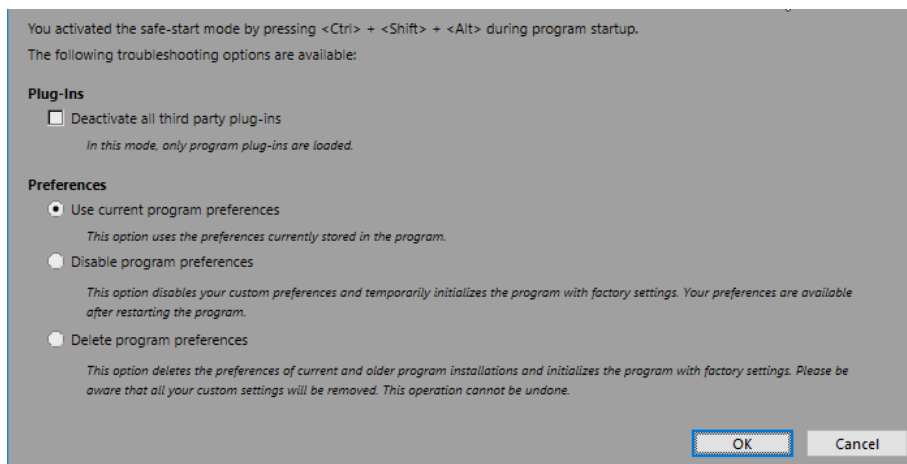 You activated the safe-start mode by pressing <Ctrl> + <Shift> + <Alt> during program startup.
The following troubleshooting options are available:
Plug-Ins
Deactivate all third party plug-ins
In this mode, only program plug-ins are loaded.
Preferences
Use current program preferences
This option uses the preferences currently stored in the program.
Disable program preferences
This option disables your custom preferences and temporarily initializes the program with factory settings. Your preferences are available
after restarting the program.
Delete program preferences
This option deletes the preferences of current and older program installations and initializes the program with factory settings. Please be
aware that all your custom settings will be removed. This operation cannot be undone.
OK Cancel